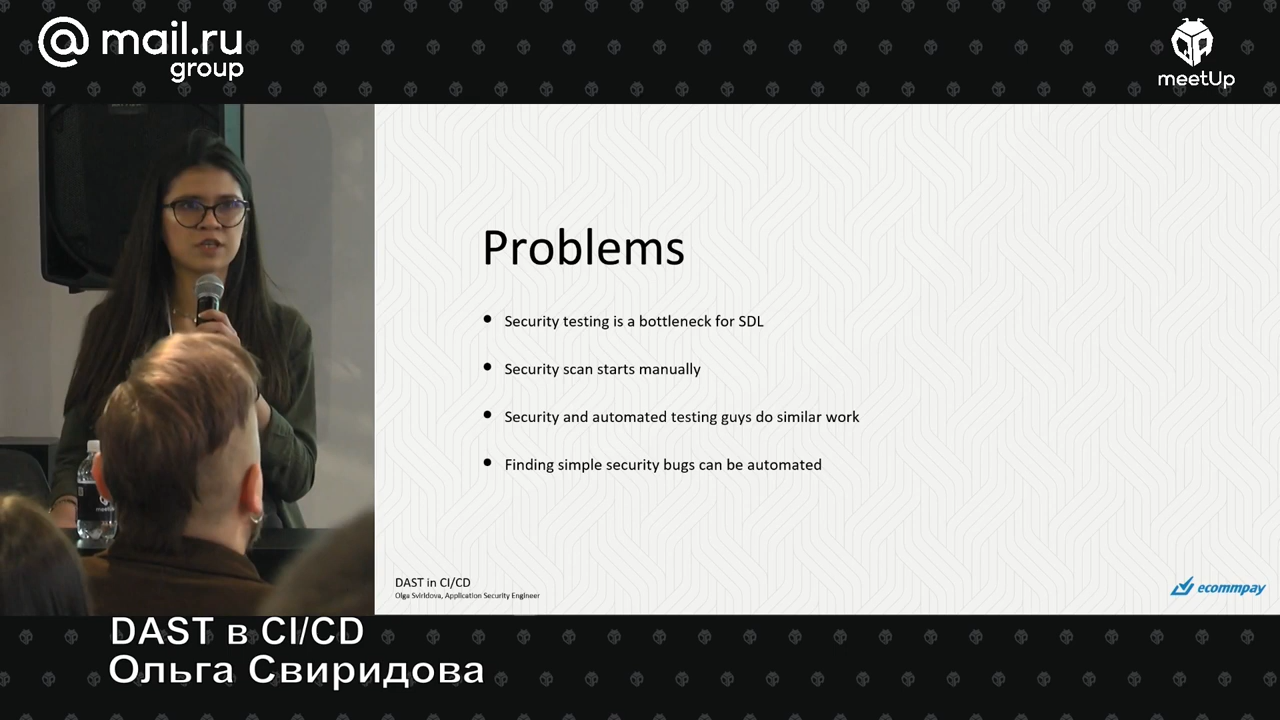 @mail.ru
group
meetUp
Problems
• Security testing is a bottleneck for SDL
• Security scan starts manually
• Security and automated testing guys do similar work
• Finding simple security bugs can be automated
DAST in CI/CD
Olga Sviridova, Application Security Engineer
ecommpay
DAST в CI/CD
Ольга Свиридова